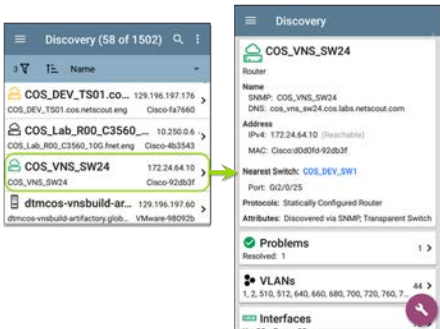 Discovery (58 of 1502)
3
Name
COS_DEV_TS01.co... 129.196.197.176
COS_DEV_TS01.cos.netscout.eng Cisco-fa7660
COS_Lab_R00_C3560_... 10.250.0.6
COS_Lab_R00_C3560_10G.fnet.eng Cisco-4b3543
COS_VNS_SW24 172.24.64.10
COS_VNS_SW24 Cisco-92db3f
dtmcos-vnsbuild-ar... 129.196.197.60
dtmcos-vnsbuild-artifactory.glob... VMware-98092b
Discovery
COS_VNS_SW24
Router
Name
SNMP: COS_VNS_SW24
DNS: cos_vns_sw24.cos.labs.netscout.com
Address
IPv4: 172.24.64.10 (Reachable)
MAC: Cisco:d0d0fd-92db3f
Nearest Switch: COS_DEV_SW1
Port: Gi2/0/25
Protocols: Statically Configured Router
Attributes: Discovered via SNMP, Transparent Switch
Problems
1
Resolved: 1
VLANs
44
1, 2, 510, 512, 640, 660, 680, 700, 720, 760, 7...
Interfaces